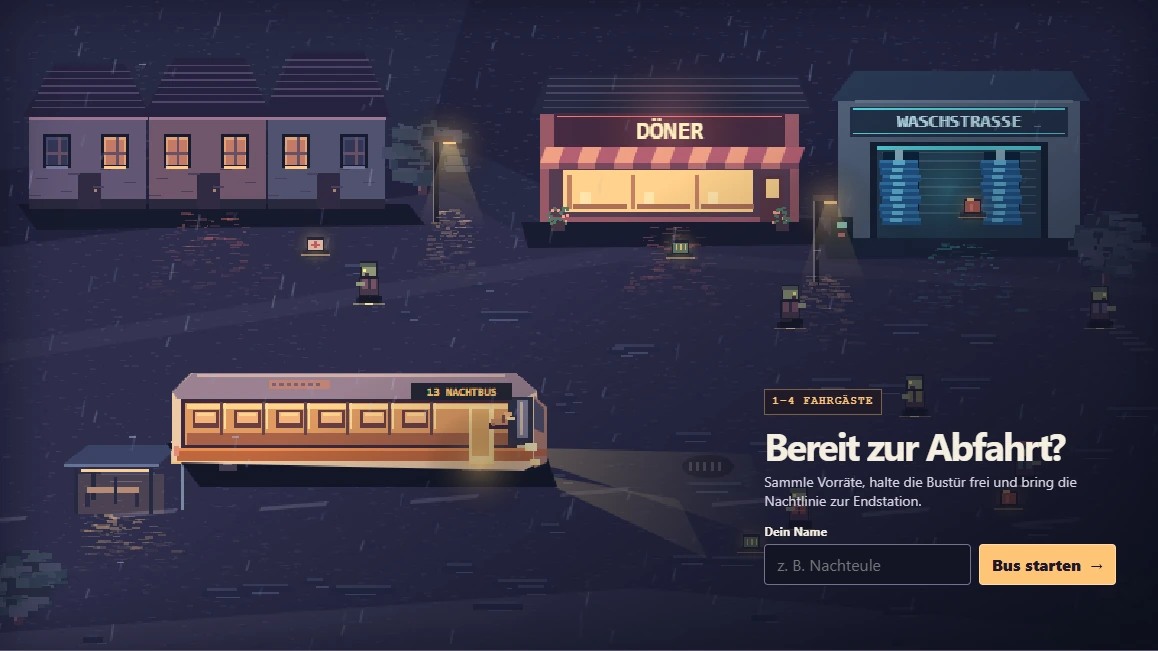 DÖNER
WASCHSTRASSE
13 NACHTBUS
1–4 FAHRGÄSTE
Bereit zur Abfahrt?
Sammle Vorräte, halte die Bustür frei und bring die
Nachtlinie zur Endstation.
Dein Name
z. B. Nachteule
Bus starten →